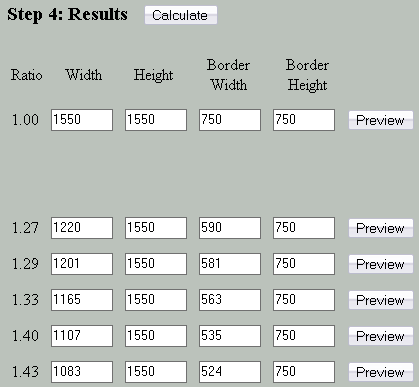 Step 4: Results Calculate
Ratio Width Height Border Width Border Height
1.00 1550 1550 750 750 Preview
1.27 1220 1550 590 750 Preview
1.29 1201 1550 581 750 Preview
1.33 1165 1550 563 750 Preview
1.40 1107 1550 535 750 Preview
1.43 1083 1550 524 750 Preview